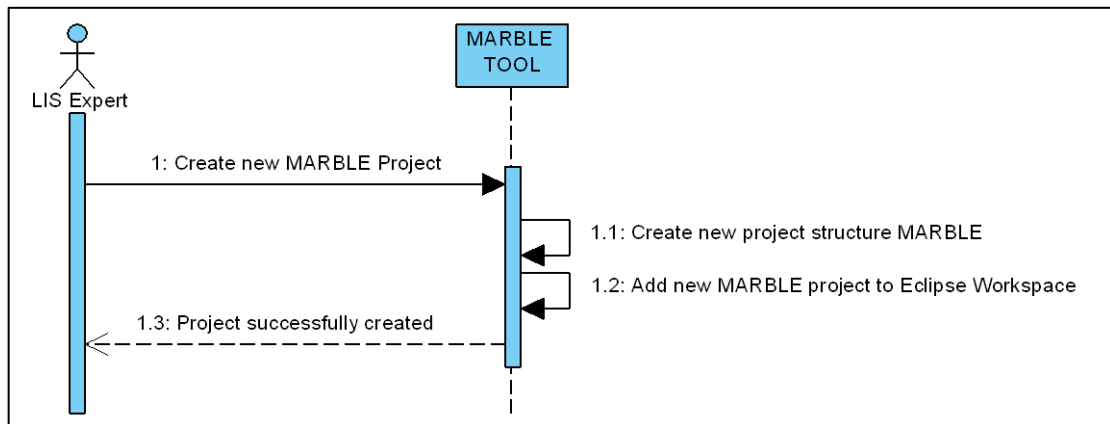 MARBLE
TOOL
LIS Expert
1: Create new MARBLE Project
1.1: Create new project structure MARBLE
1.2: Add new MARBLE project to Eclipse Workspace
1.3: Project successfully created